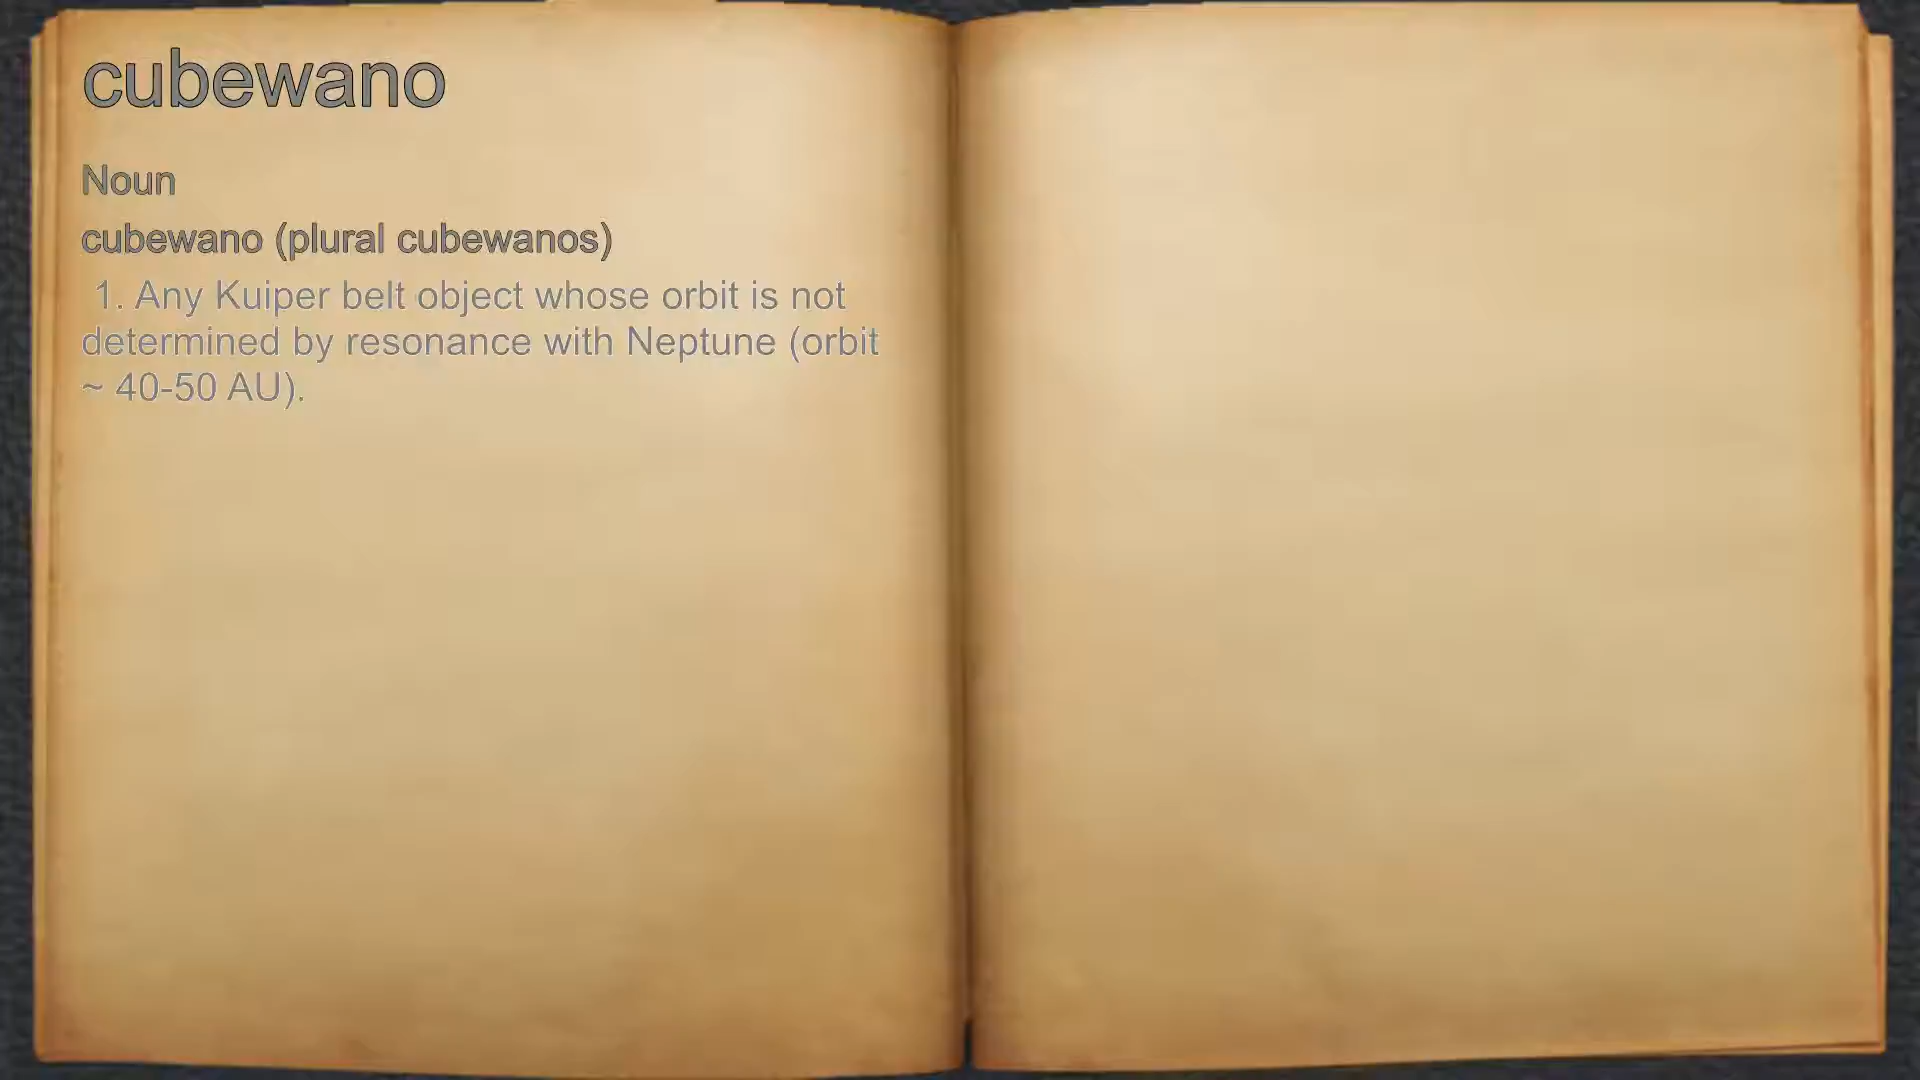 cubewano
Noun
cubewano (plural cubewanos)
1. Any Kuiper belt object whose orbit is not
determined by resonance with Neptune (orbit
~ 40-50 AU).